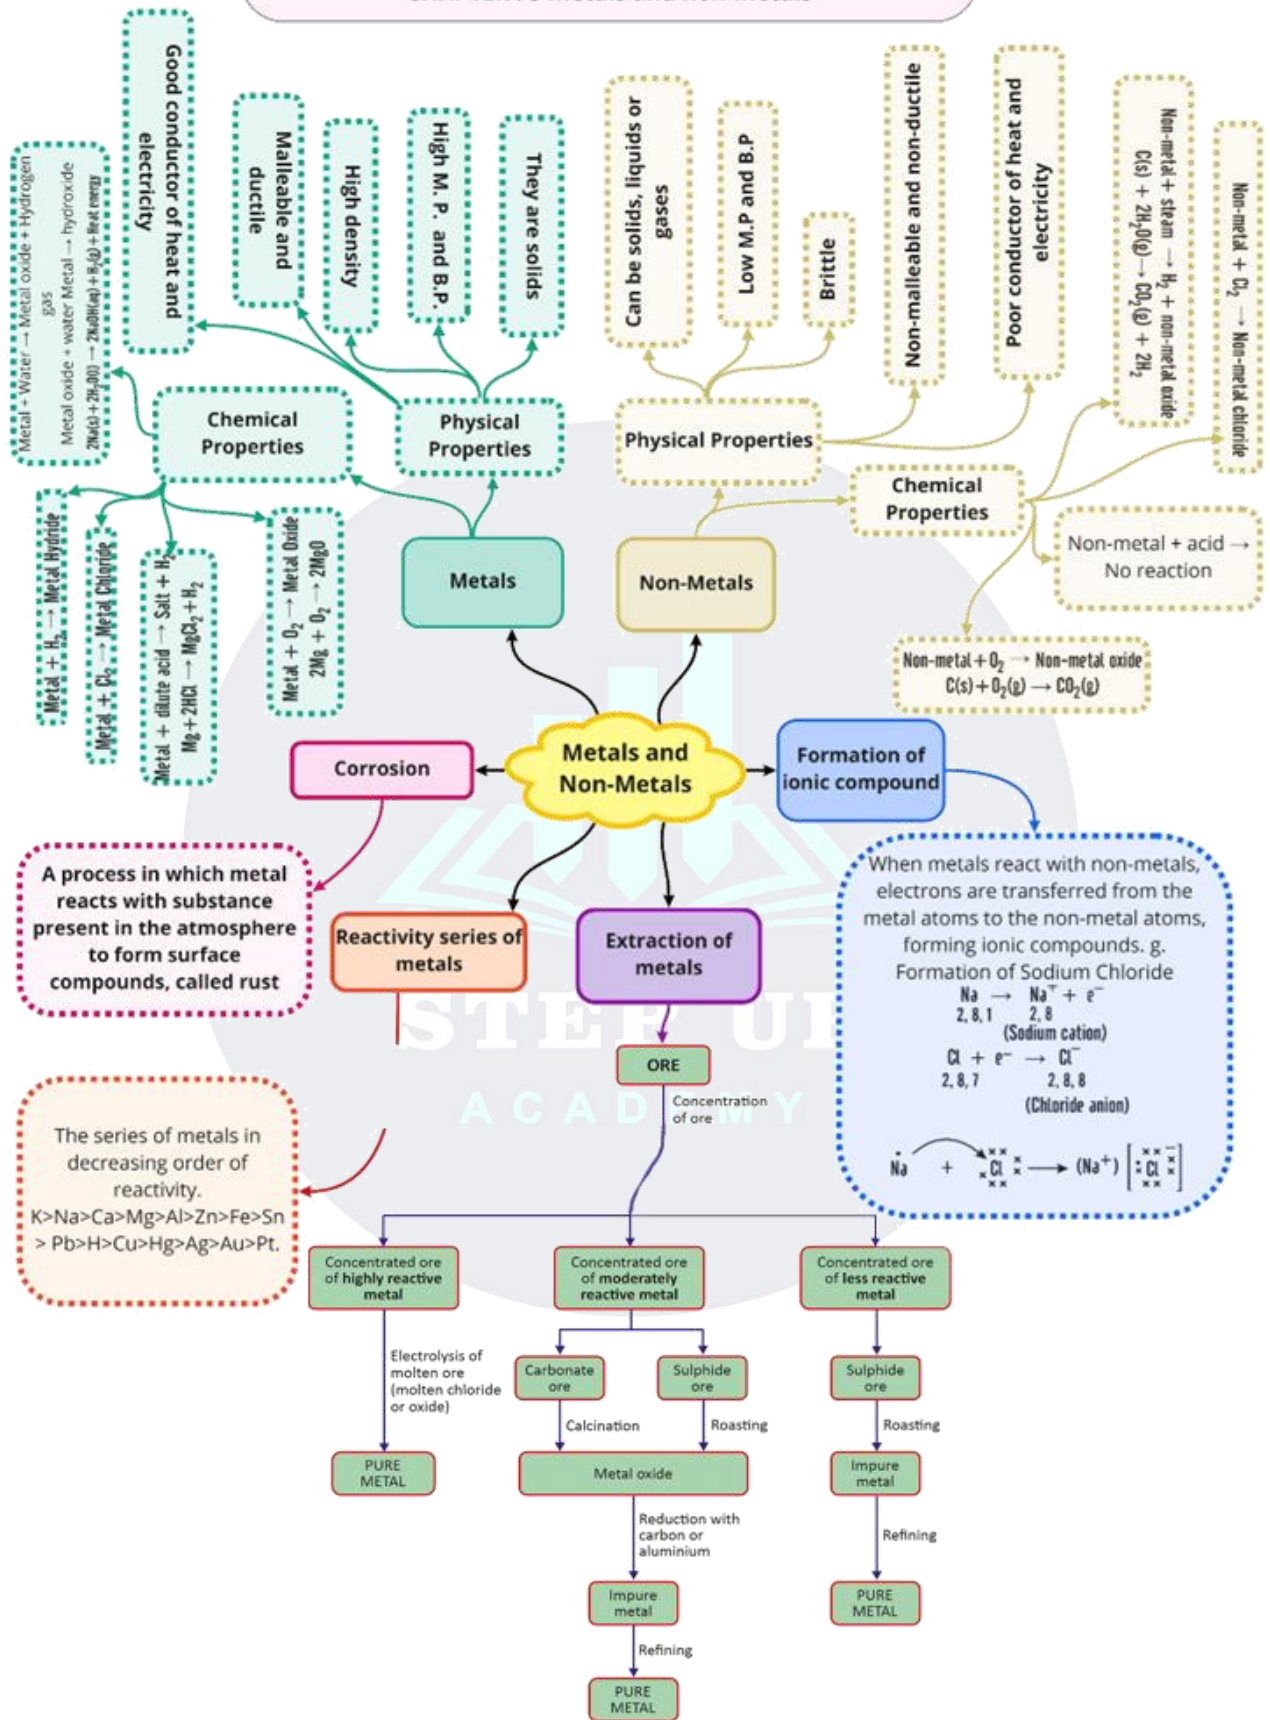 Good conductor of heat and
electricity
Malleable and
ductile
High density
High M. P. and B.P.
They are solids
Can be solids, liquids or
gases
Low M.P and B.P
Brittle
Non-malleable and non-ductile
Poor conductor of heat and
electricity
Non-metal + steam → H₂ + non-metal oxide
C(s) + 2H₂O(g) → CO₂(g) + 2H₂
Non-metal + Cl₂ → Non-metal chloride
Metal + Water → Metal oxide + Hydrogen
gas
Metal oxide + water Metal → hydroxide
2Na(s) + 2H₂O(l) → 2NaOH(aq) + H₂(g) + Heat energy
Chemical
Properties
Physical
Properties
Physical Properties
Chemical
Properties
Metal + H₂ → Metal Hydride
Metal + Cl₂ → Metal Chloride
Metal + dilute acid → Salt + H₂
Mg + 2HCl → MgCl₂ + H₂
Metal + O₂ → Metal Oxide
2Mg + O₂ → 2MgO
Metals
Non-Metals
Non-metal + acid →
No reaction
Non-metal + O₂ → Non-metal oxide
C(s) + O₂(g) → CO₂(g)
Metals and
Non-Metals
Corrosion
Formation of
ionic compound
A process in which metal
reacts with substance
present in the atmosphere
to form surface
compounds, called rust
Reactivity series of
metals
Extraction of
metals
When metals react with non-metals,
electrons are transferred from the
metal atoms to the non-metal atoms,
forming ionic compounds. g.
Formation of Sodium Chloride
Na → Na⁺ + e⁻
2, 8, 1 2, 8
(Sodium cation)
Cl + e⁻ → Cl⁻
2, 8, 7 2, 8, 8
(Chloride anion)
Na + Cl → (Na⁺) [Cl]⁻
STEP UP
ACADEMY
ORE
Concentration
of ore
The series of metals in
decreasing order of
reactivity.
K>Na>Ca>Mg>Al>Zn>Fe>Sn
> Pb>H>Cu>Hg>Ag>Au>Pt.
Concentrated ore
of highly reactive
metal
Concentrated ore
of moderately
reactive metal
Concentrated ore
of less reactive
metal
Electrolysis of
molten ore
(molten chloride
or oxide)
Carbonate
ore
Sulphide
ore
Sulphide
ore
Calcination
Roasting
Roasting
PURE
METAL
Metal oxide
Impure
metal
Reduction with
carbon or
aluminium
Refining
Impure
metal
PURE
METAL
Refining
PURE
METAL